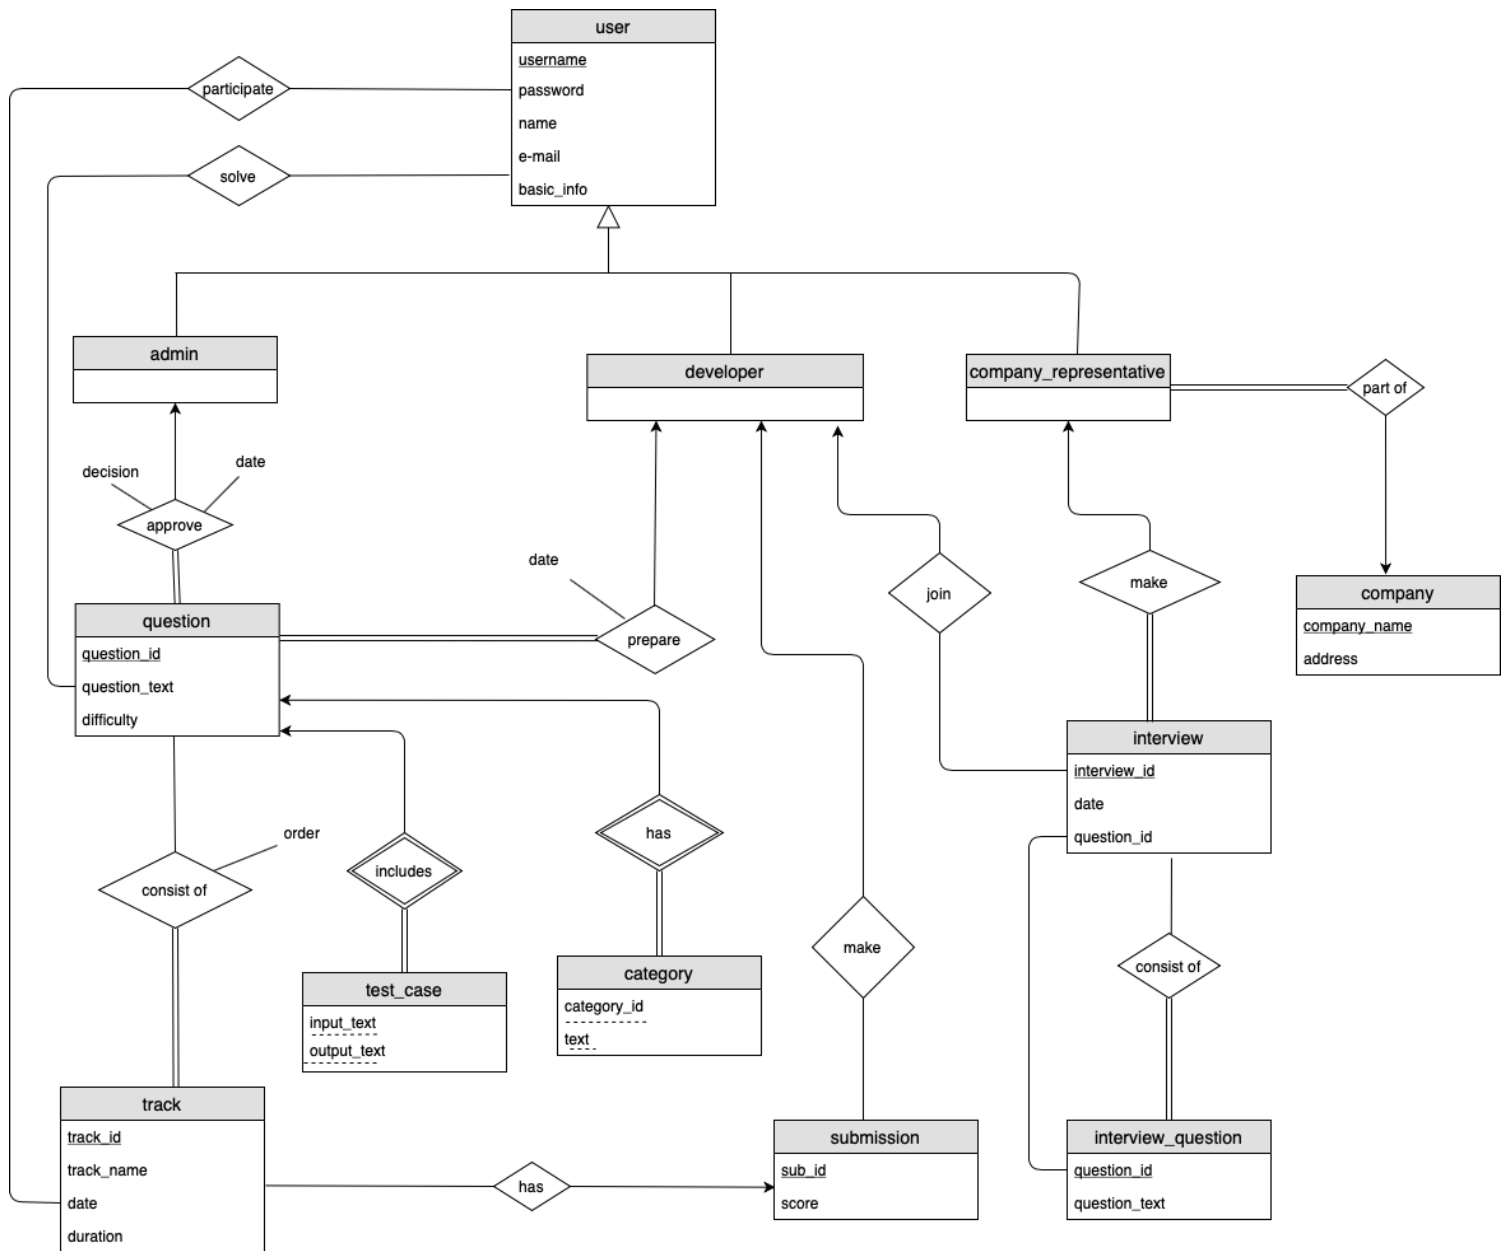 user
username
password
name
e-mail
basic_info
participate
solve
admin
developer
company_representative
part of
decision
date
approve
date
prepare
join
make
company
company_name
address
question
question_id
question_text
difficulty
interview
interview_id
date
question_id
order
consist of
includes
has
make
consist of
test_case
input_text
output_text
category
category_id
text
track
track_id
track_name
date
duration
has
submission
sub_id
score
interview_question
question_id
question_text